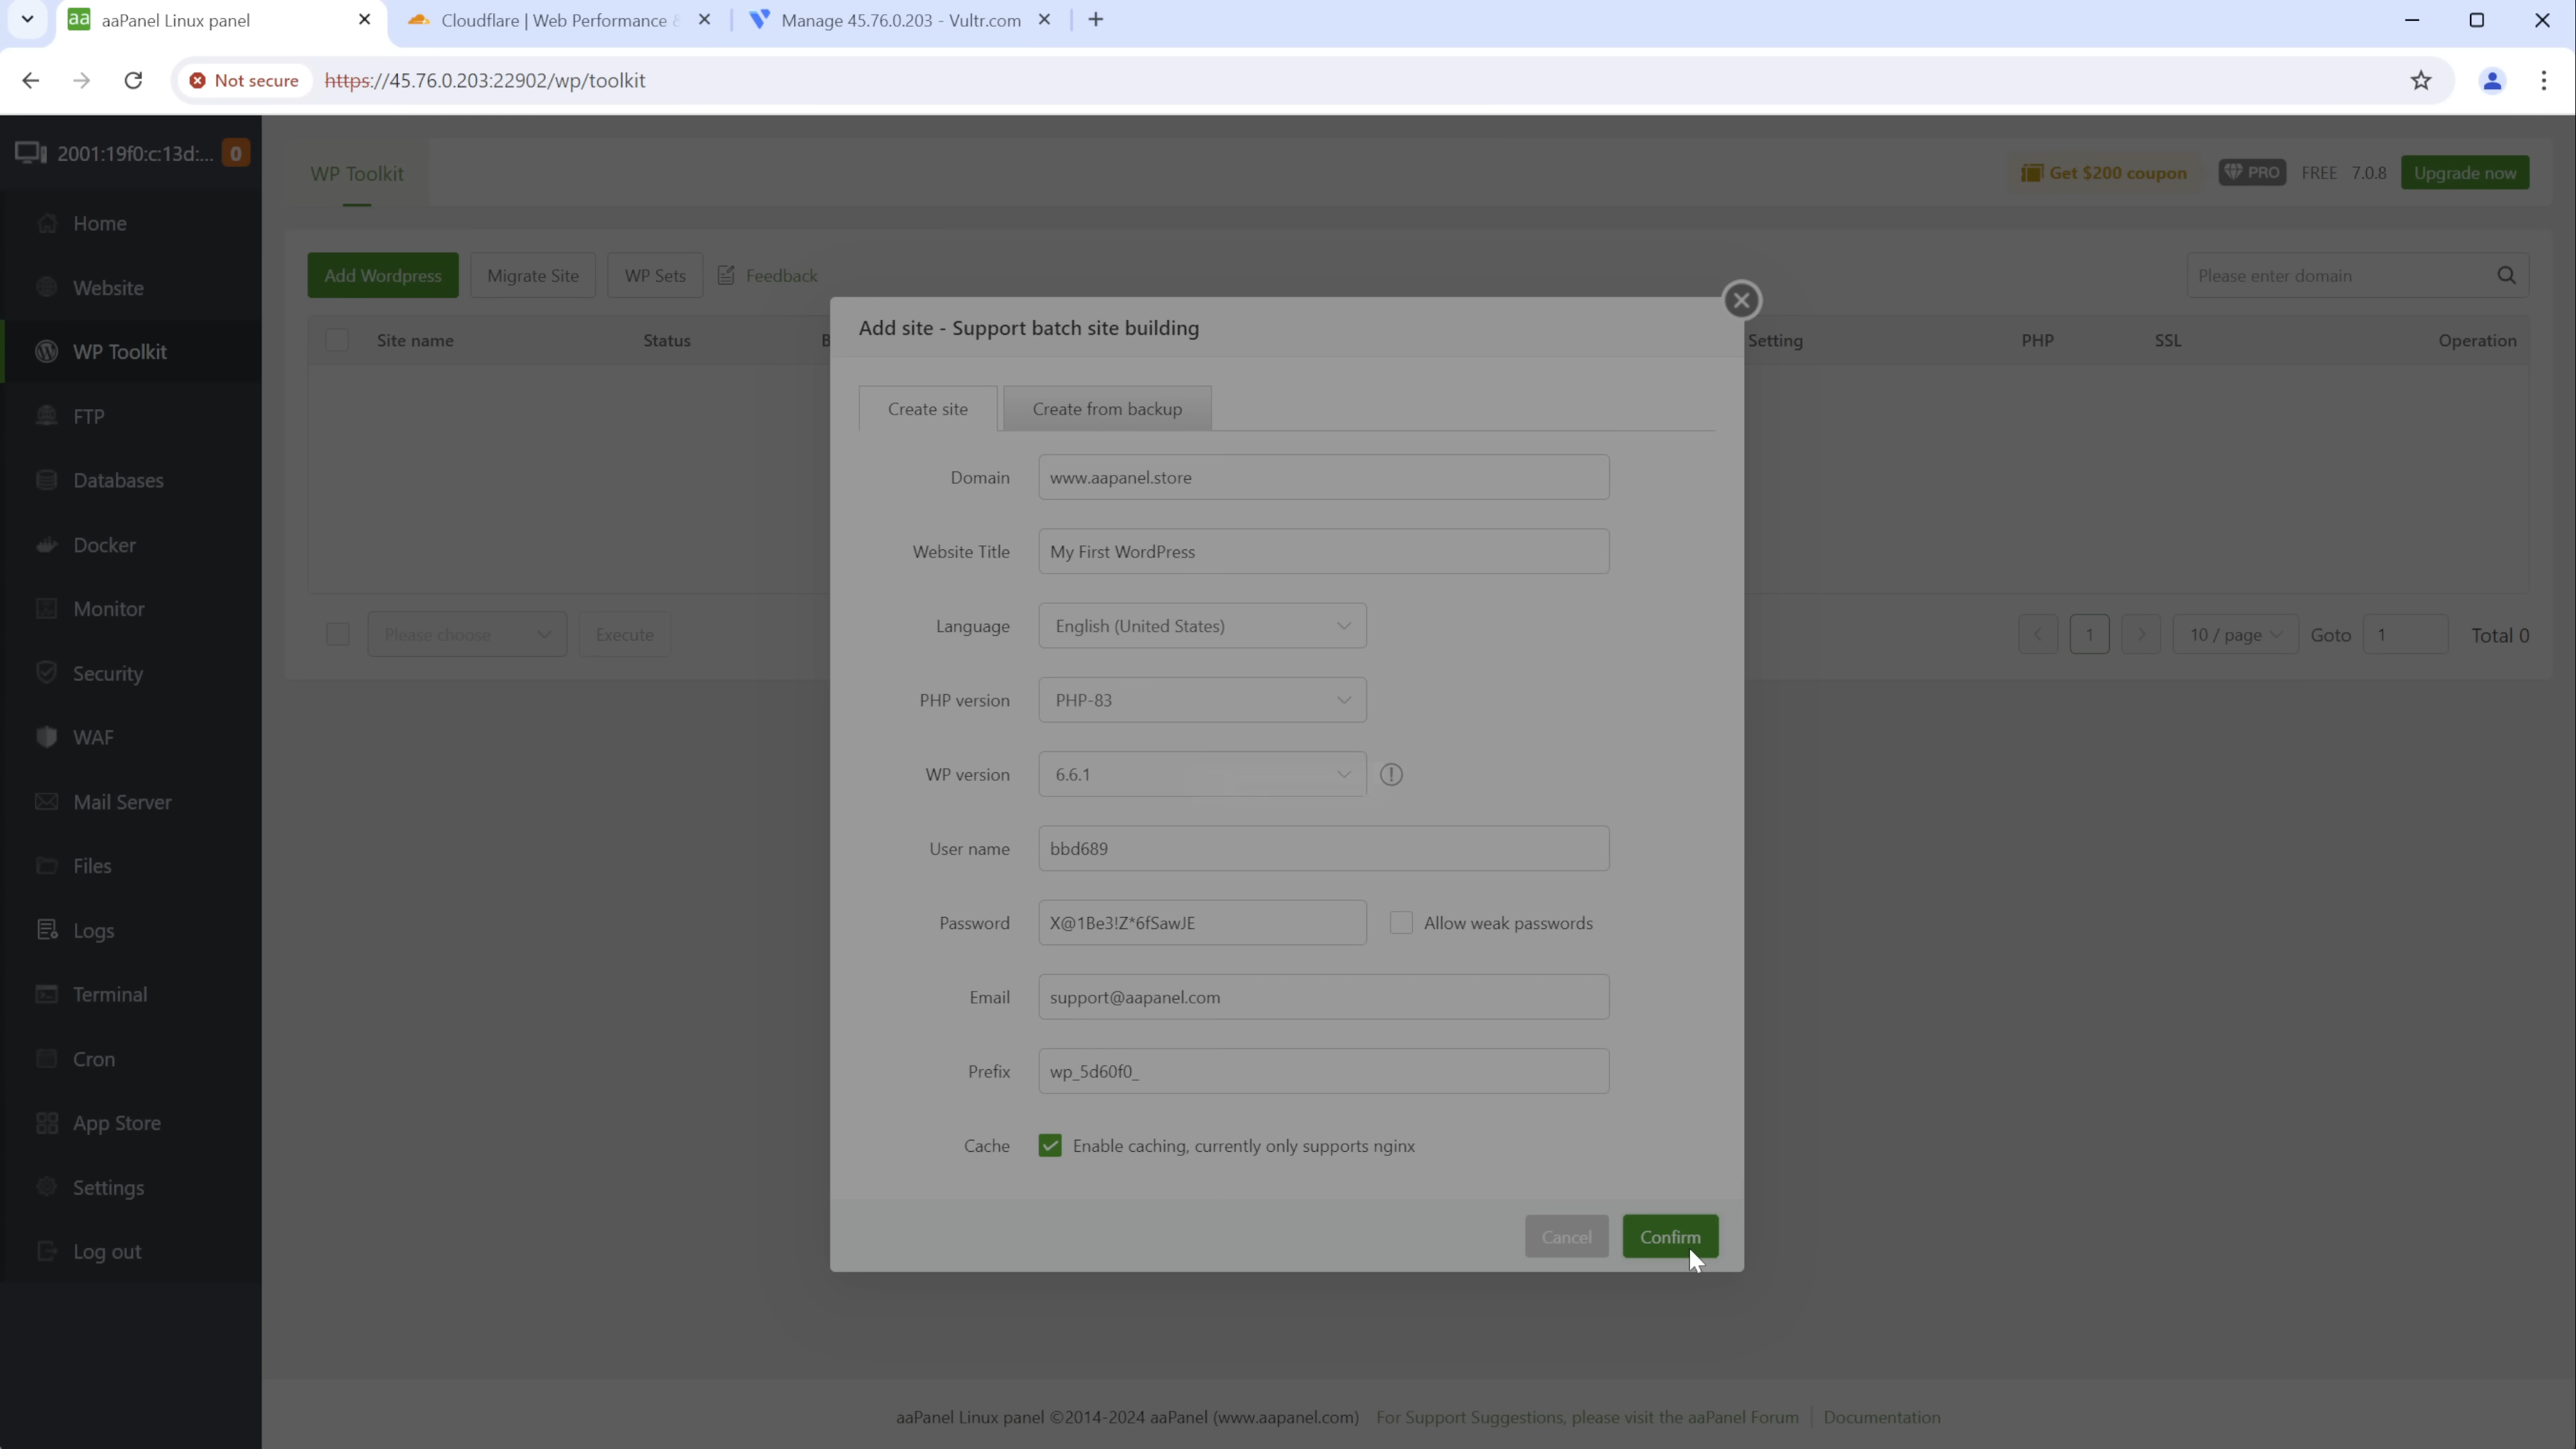 aaPanel Linux panel
Cloudflare | Web Performance &
Manage 45.76.0.203 - Vultr.com
Not secure
https://45.76.0.203:22902/wp/toolkit
2001:19f0:c:13d:...
0
WP Toolkit
Get $200 coupon
PRO
FREE
7.0.8
Upgrade now
Home
Website
WP Toolkit
FTP
Databases
Docker
Monitor
Security
WAF
Mail Server
Files
Logs
Terminal
Cron
App Store
Settings
Log out
Add Wordpress
Migrate Site
WP Sets
Feedback
Please enter domain
Site name
Status
B
Setting
PHP
SSL
Operation
Please choose
Execute
1
10 / page
Goto
1
Total 0
Add site - Support batch site building
Create site
Create from backup
Domain
www.aapanel.store
Website Title
My First WordPress
Language
English (United States)
PHP version
PHP-83
WP version
6.6.1
User name
bbd689
Password
X@1Be3!Z*6fSawJE
Allow weak passwords
Email
support@aapanel.com
Prefix
wp_5d60f0_
Cache
Enable caching, currently only supports nginx
Cancel
Confirm
aaPanel Linux panel ©2014-2024 aaPanel (www.aapanel.com)
For Support Suggestions, please visit the aaPanel Forum
Documentation